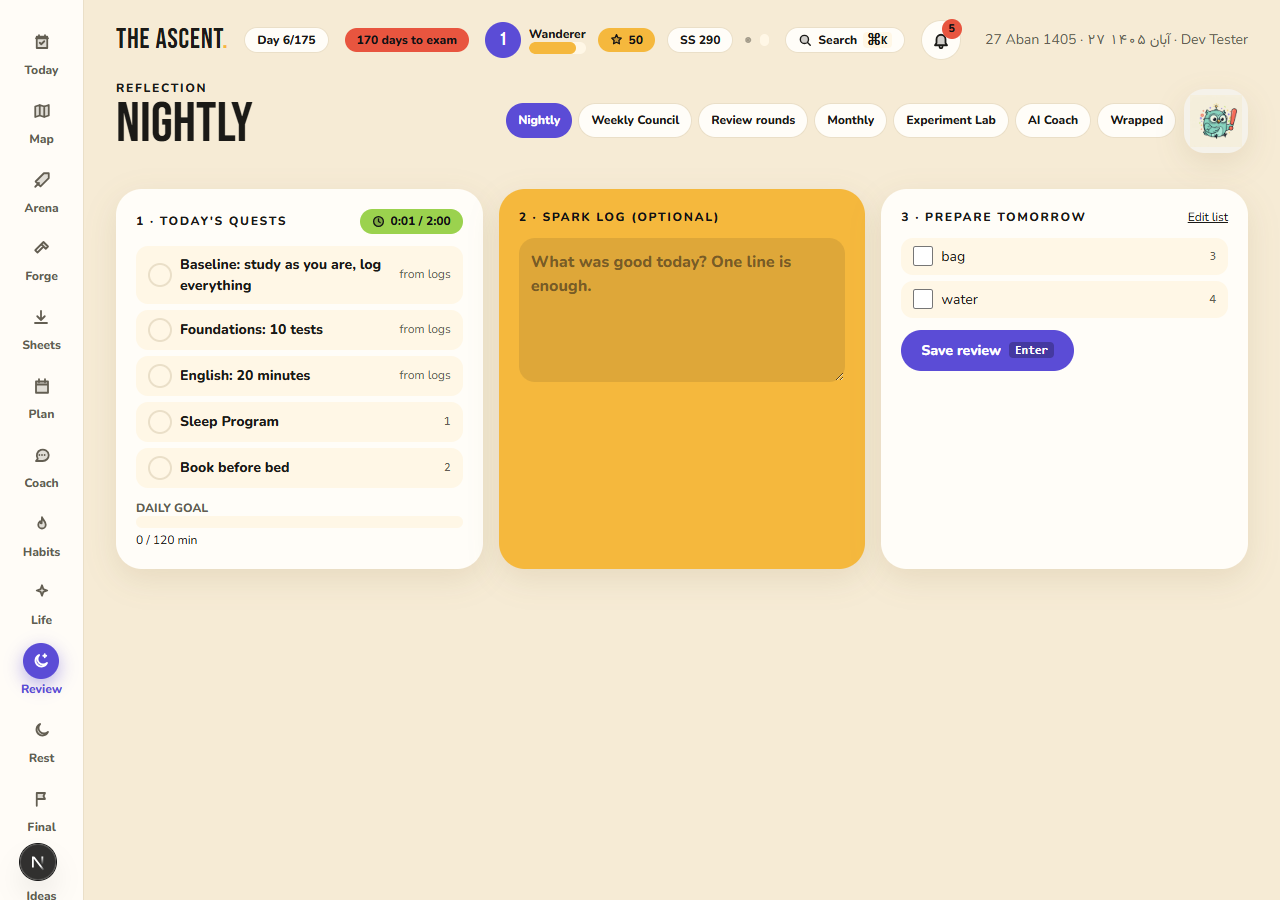 THE ASCENT.
Day 6/175
170 days to exam
1
Wanderer
50
SS 290
Search ⌘K
5
27 Aban 1405 · ۲۷ آبان ۱۴۰۵ · Dev Tester
Today
Map
Arena
Forge
Sheets
Plan
Coach
Habits
Life
Review
Rest
Final
N
Ideas
REFLECTION
NIGHTLY
Nightly
Weekly Council
Review rounds
Monthly
Experiment Lab
AI Coach
Wrapped
1 · TODAY'S QUESTS
0:01 / 2:00
Baseline: study as you are, log
everything
from logs
Foundations: 10 tests
from logs
English: 20 minutes
from logs
Sleep Program
1
Book before bed
2
DAILY GOAL
0 / 120 min
2 · SPARK LOG (OPTIONAL)
What was good today? One line is
enough.
3 · PREPARE TOMORROW
Edit list
bag
3
water
4
Save review Enter